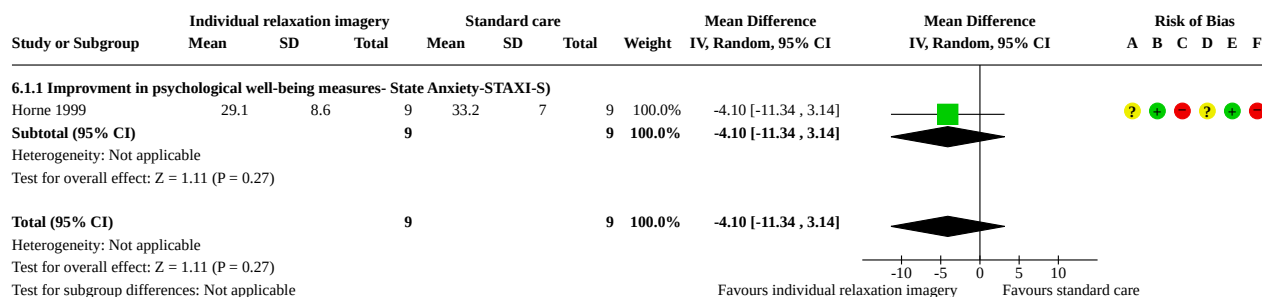 Individual relaxation imagery Standard care Mean Difference Mean Difference Risk of Bias
Study or Subgroup Mean SD Total Mean SD Total Weight IV, Random, 95% CI IV, Random, 95% CI A B C D E F
6.1.1 Improvment in psychological well-being measures- State Anxiety-STAXI-S)
Horne 1999 29.1 8.6 9 33.2 7 9 100.0% -4.10 [-11.34 , 3.14] ? + − ? + −
Subtotal (95% CI) 9 9 100.0% -4.10 [-11.34 , 3.14]
Heterogeneity: Not applicable
Test for overall effect: Z = 1.11 (P = 0.27)
Total (95% CI) 9 9 100.0% -4.10 [-11.34 , 3.14]
Heterogeneity: Not applicable
Test for overall effect: Z = 1.11 (P = 0.27) -10 -5 0 5 10
Test for subgroup differences: Not applicable Favours individual relaxation imagery Favours standard care